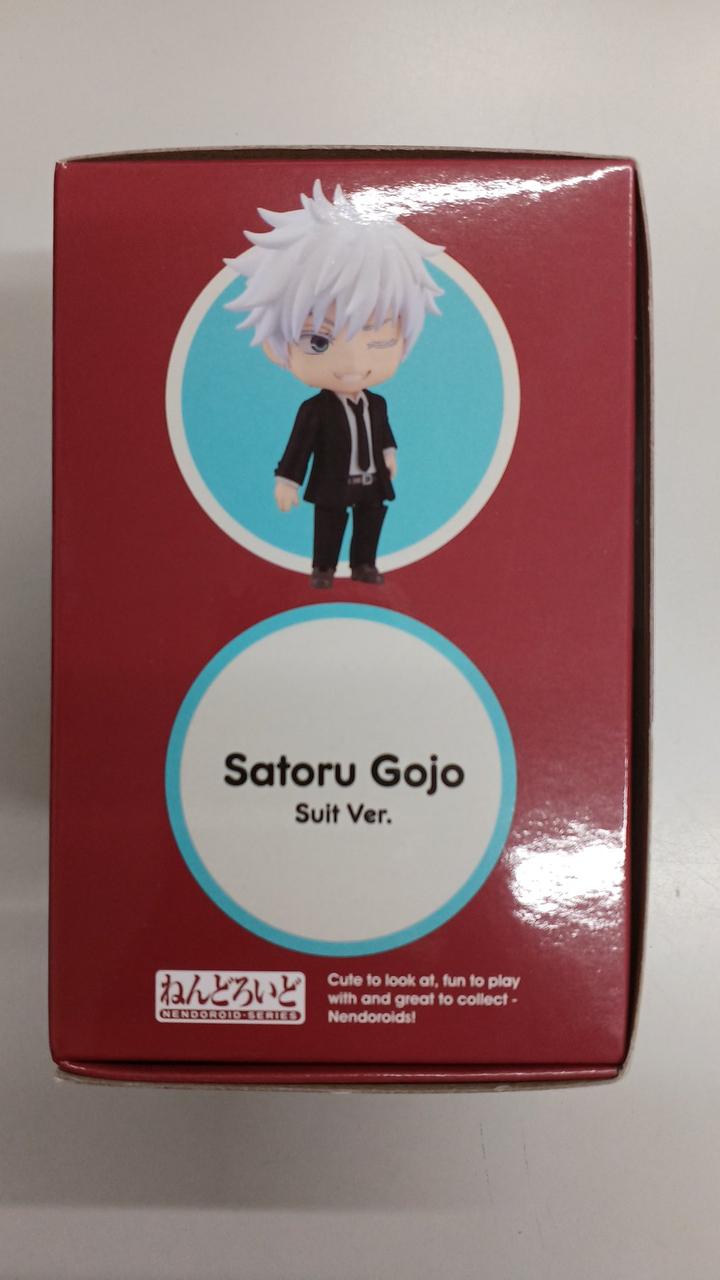 Satoru Gojo
Suit Ver.
ねんどろいど
NENDOROID-SERIES
Cute to look at, fun to play
with and great to collect -
Nendoroids!